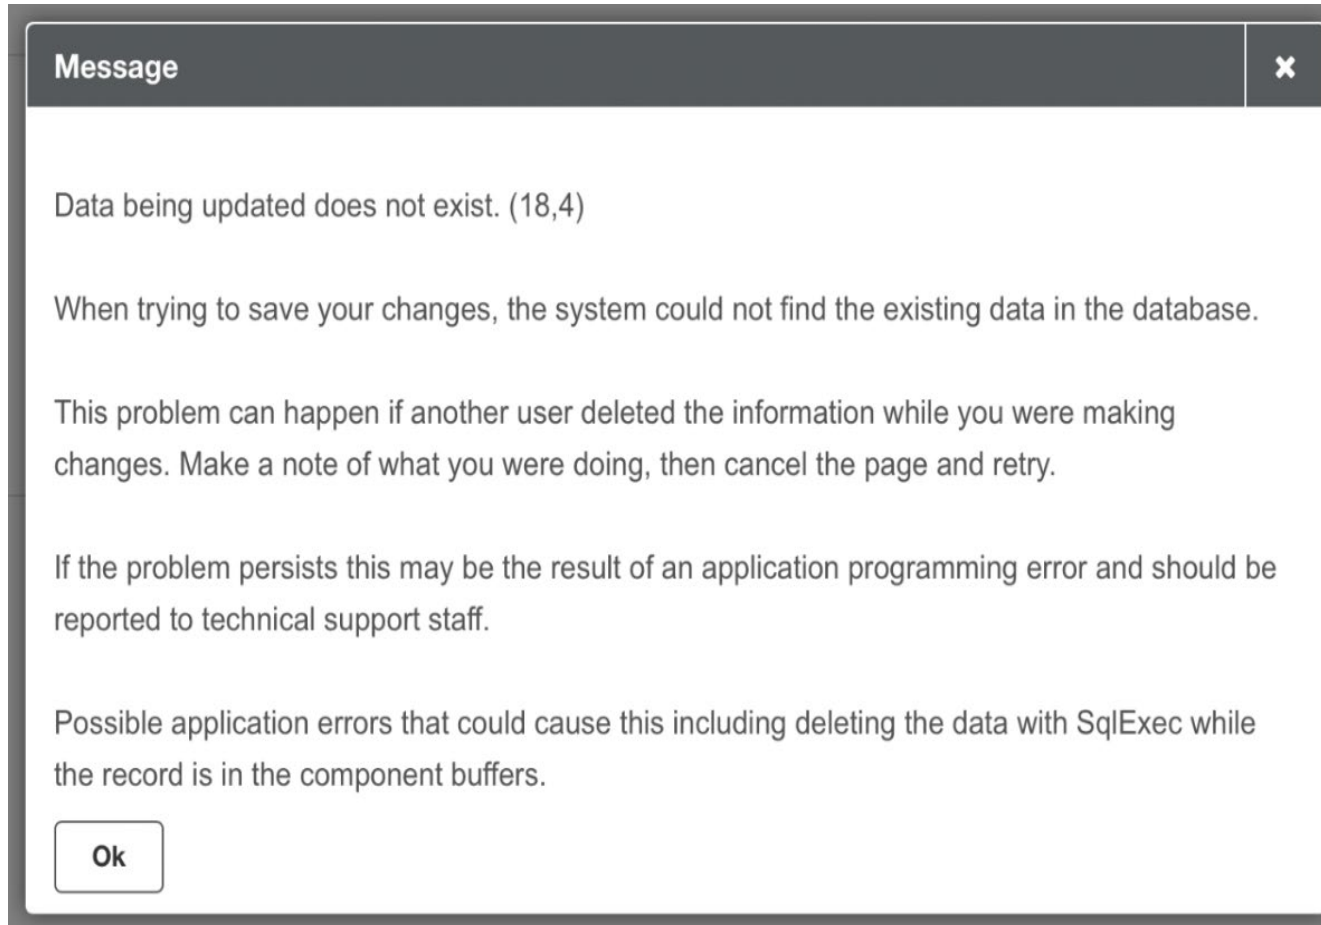 Message
Data being updated does not exist. (18,4)
When trying to save your changes, the system could not find the existing data in the database.
This problem can happen if another user deleted the information while you were making
changes. Make a note of what you were doing, then cancel the page and retry.
If the problem persists this may be the result of an application programming error and should be
reported to technical support staff.
Possible application errors that could cause this including deleting the data with SqlExec while
the record is in the component buffers.
Ok